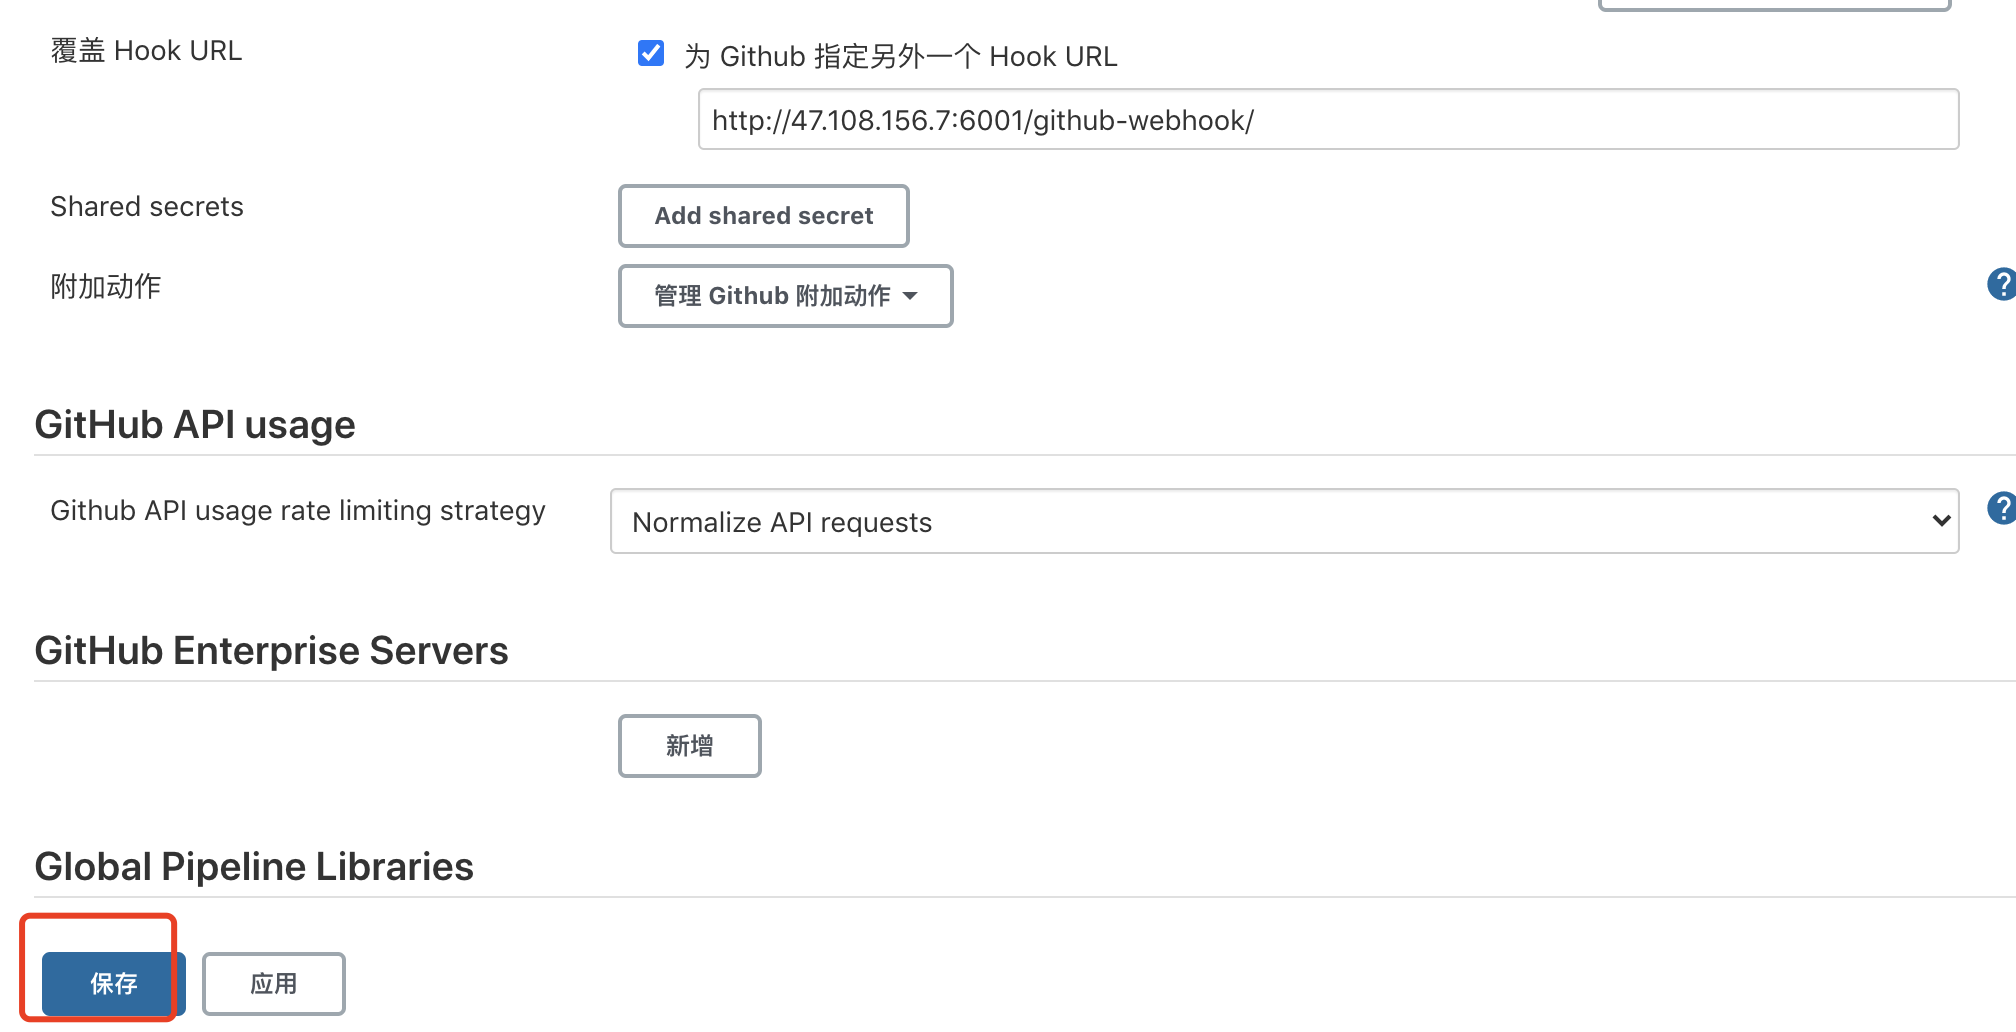 覆盖 Hook URL
为 Github 指定另外一个 Hook URL
http://47.108.156.7:6001/github-webhook/
Shared secrets
Add shared secret
附加动作
管理 Github 附加动作
?
GitHub API usage
Github API usage rate limiting strategy
Normalize API requests
?
GitHub Enterprise Servers
新增
Global Pipeline Libraries
保存
应用